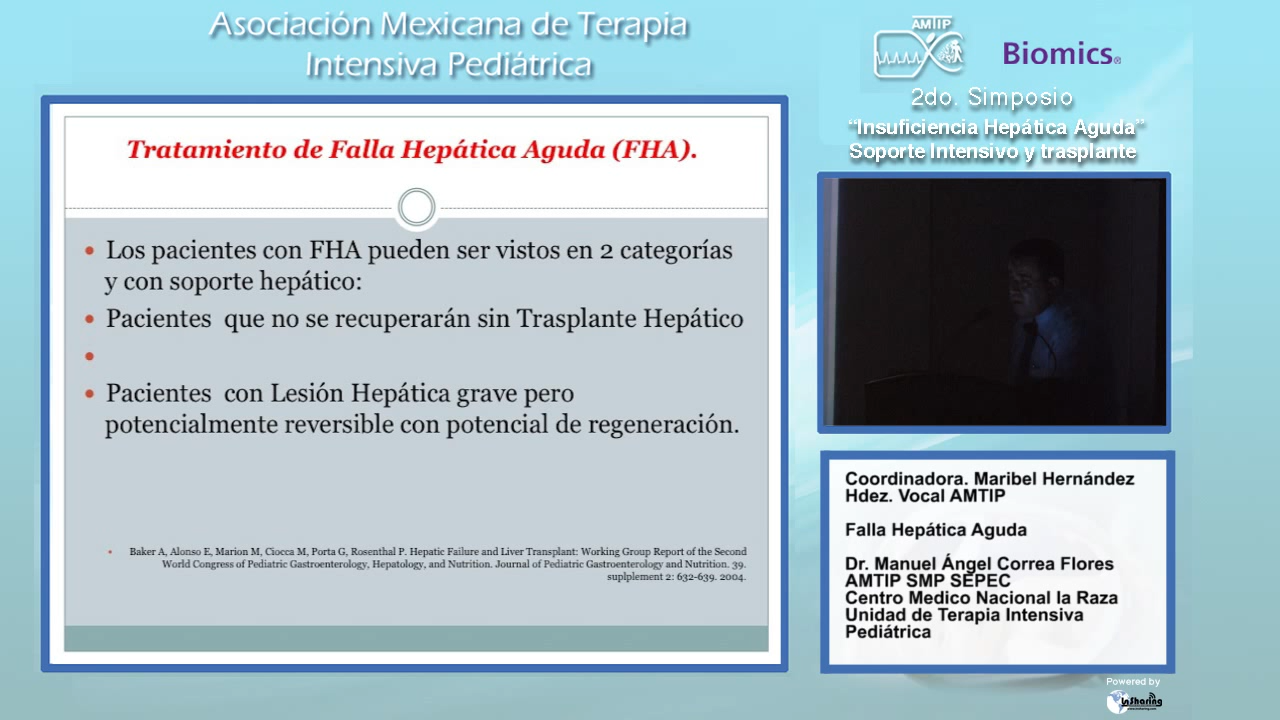 Asociación Mexicana de Terapia
Intensiva Pediátrica
Tratamiento de Falla Hepática Aguda (FHA).
• Los pacientes con FHA pueden ser vistos en 2 categorías
y con soporte hepático:
• Pacientes que no se recuperarán sin Trasplante Hepático
•
• Pacientes con Lesión Hepática grave pero
potencialmente reversible con potencial de regeneración.
• Baker A, Alonso E, Marion M, Ciocca M, Porta G, Rosenthal P. Hepatic Failure and Liver Transplant: Working Group Report of the Second
World Congress of Pediatric Gastroenterology, Hepatology, and Nutrition. Journal of Pediatric Gastroenterology and Nutrition. 39.
suplplement 2: 632-639. 2004.
AMTIP
Biomics®
2do. Simposio
“Insuficiencia Hepática Aguda”
Soporte Intensivo y trasplante
Coordinadora. Maribel Hernández
Hdez. Vocal AMTIP
Falla Hepática Aguda
Dr. Manuel Ángel Correa Flores
AMTIP SMP SEPEC
Centro Medico Nacional la Raza
Unidad de Terapia Intensiva
Pediátrica
Powered by
InSharing